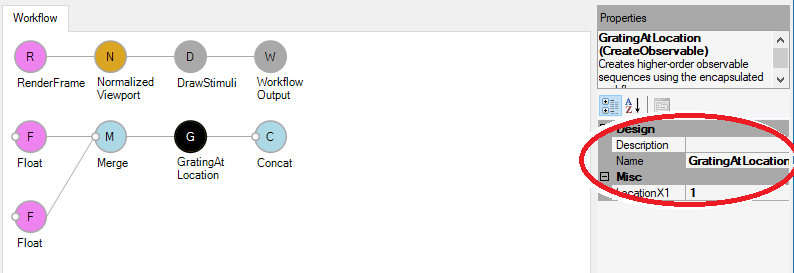 Workflow
R
N
D
W
RenderFrame
Normalized
Viewport
DrawStimuli
Workflow
Output
F
M
G
C
Float
Merge
GratingAt
Location
Concat
F
Float
Properties
GratingAtLocation
(CreateObservable)
Creates higher-order observable
sequences using the encapsulated
Design
Description
Name GratingAtLocation
Misc
LocationX1 1